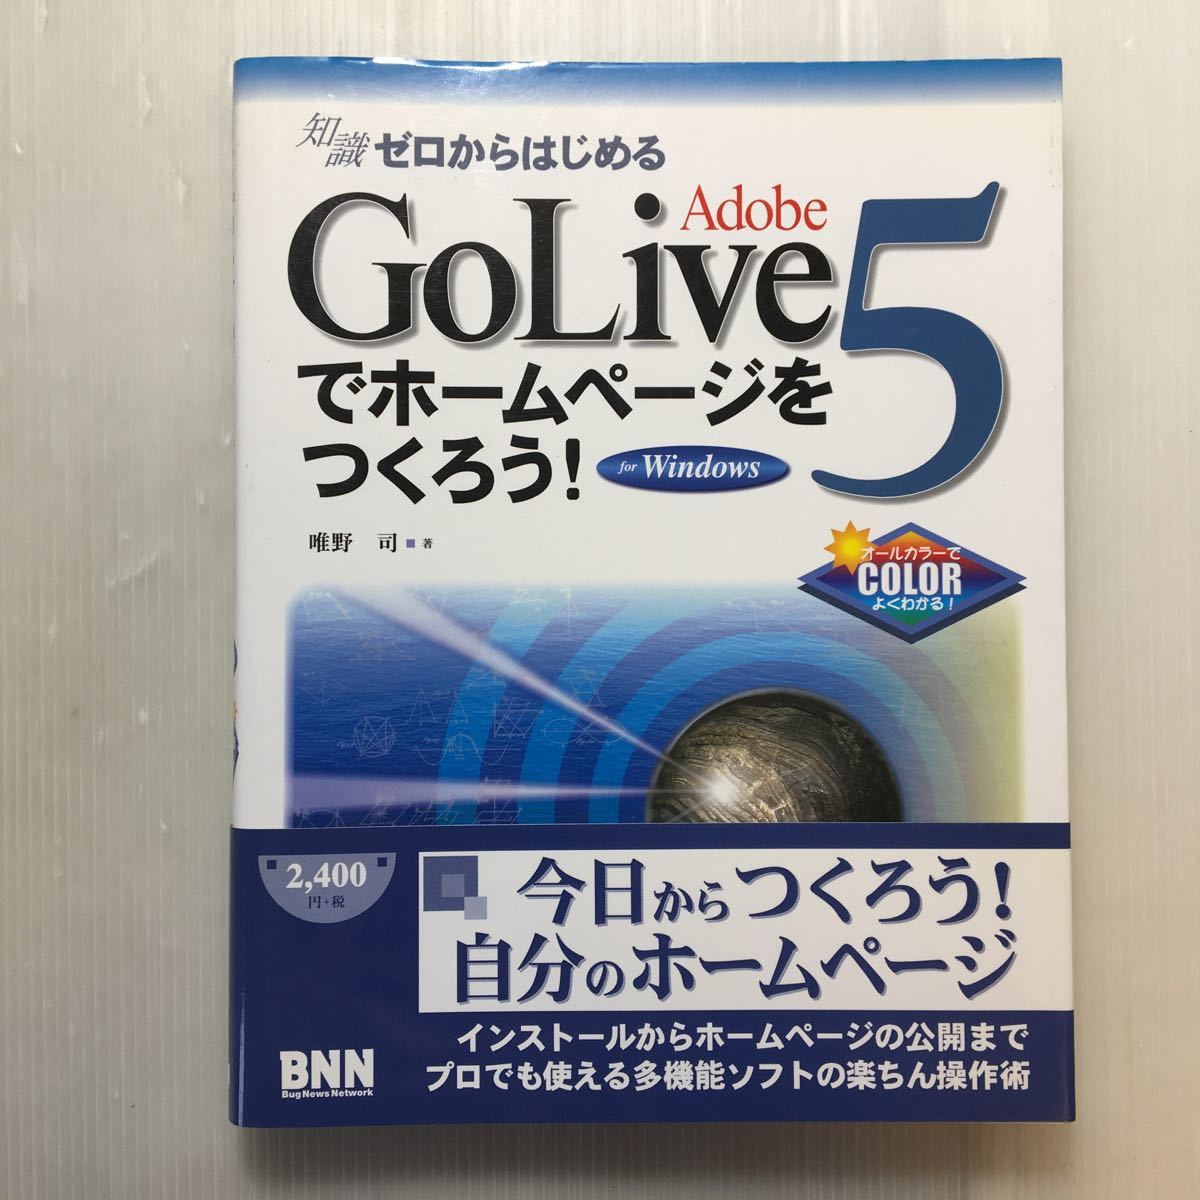 知識 ゼロからはじめる
Adobe
GoLive 5
でホームページを
つくろう!
for Windows
唯野 司 ■ 著
オールカラーで
COLOR
よくわかる!
2,400
円+税
今日からつくろう!
自分のホームページ
インストールからホームページの公開まで
プロでも使える多機能ソフトの楽ちん操作術
BNN
Bug News Network